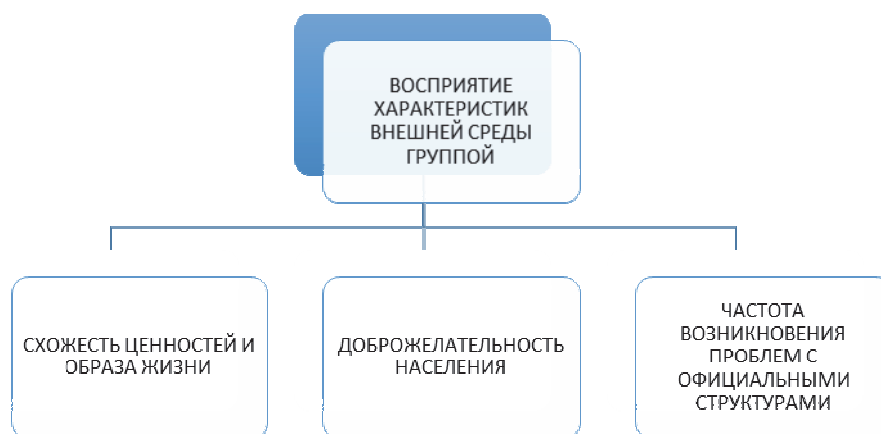 ВОСПРИЯТИЕ
ХАРАКТЕРИСТИК
ВНЕШНЕЙ СРЕДЫ
ГРУППОЙ
СХОЖЕСТЬ ЦЕННОСТЕЙ И
ОБРАЗА ЖИЗНИ
ДОБРОЖЕЛАТЕЛЬНОСТЬ
НАСЕЛЕНИЯ
ЧАСТОТА
ВОЗНИКНОВЕНИЯ
ПРОБЛЕМ С
ОФИЦИАЛЬНЫМИ
СТРУКТУРАМИ